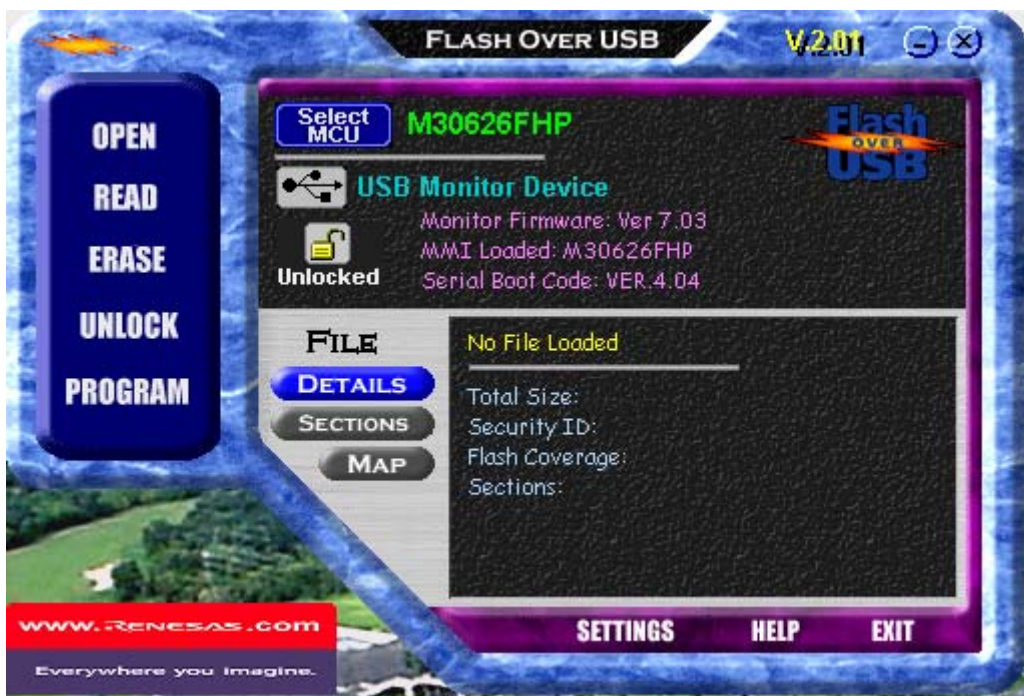 FLASH OVER USB
V.2.01
OPEN
READ
ERASE
UNLOCK
PROGRAM
Select MCU
M30626FHP
Flash
OVER
USB
USB Monitor Device
Monitor Firmware: Ver 7.03
MMI Loaded: M30626FHP
Serial Boot Code: VER.4.04
Unlocked
FILE
DETAILS
SECTIONS
MAP
No File Loaded
Total Size:
Security ID:
Flash Coverage:
Sections:
www.RENESAS.com
Everywhere you imagine.
SETTINGS
HELP
EXIT